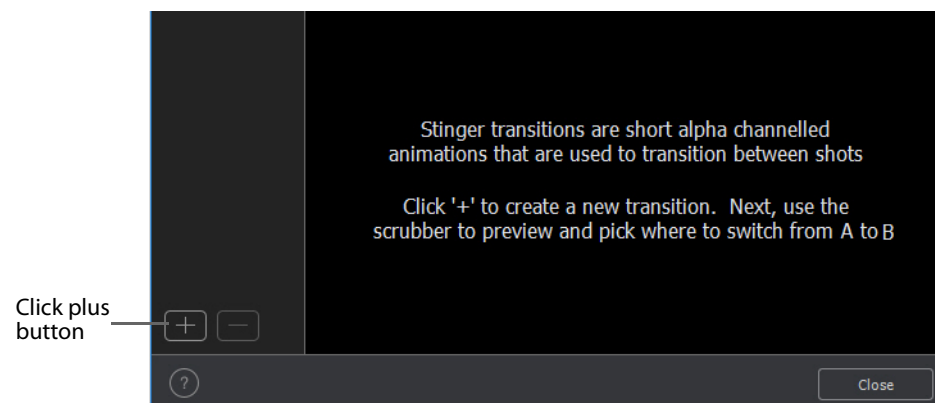 Stinger transitions are short alpha channelled
animations that are used to transition between shots
Click '+' to create a new transition.  Next, use the
scrubber to preview and pick where to switch from A to B
Click plus
button
+
—
?
Close